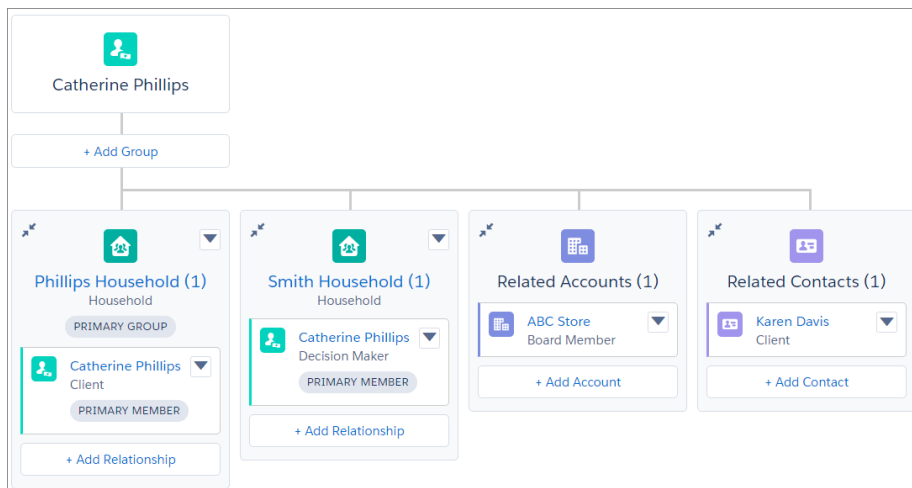 Catherine Phillips
+ Add Group
Phillips Household (1)
Household
PRIMARY GROUP
Catherine Phillips
Client
PRIMARY MEMBER
+ Add Relationship
Smith Household (1)
Household
Catherine Phillips
Decision Maker
PRIMARY MEMBER
+ Add Relationship
Related Accounts (1)
ABC Store
Board Member
+ Add Account
Related Contacts (1)
Karen Davis
Client
+ Add Contact